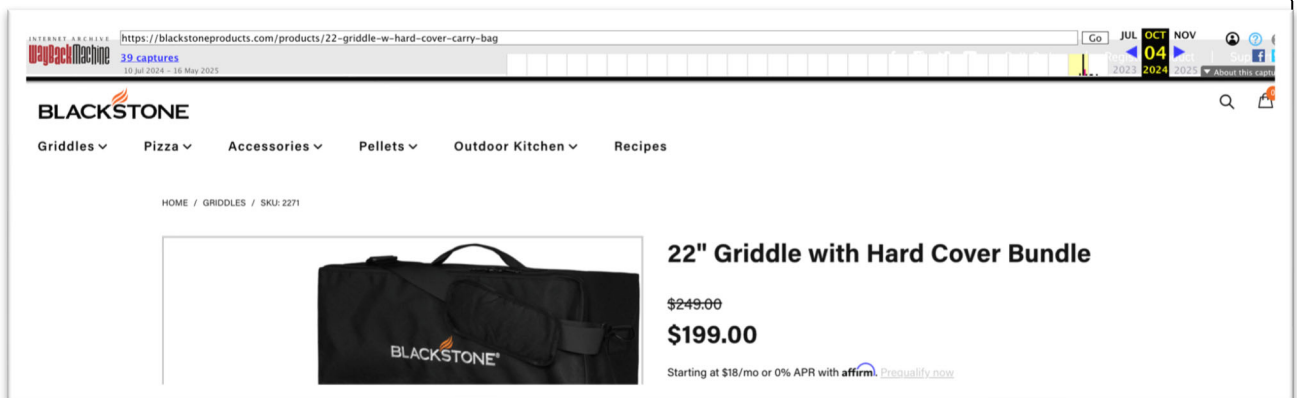 INTERNET ARCHIVE
WayBackMachine
https://blackstoneproducts.com/products/22-griddle-w-hard-cover-carry-bag
Go
JUL OCT NOV
39 captures
04
10 Jul 2024 – 16 May 2025
2023 2024 2025
▼ About this captu
BLACKSTONE
Griddles
Pizza
Accessories
Pellets
Outdoor Kitchen
Recipes
HOME / GRIDDLES / SKU: 2271
22" Griddle with Hard Cover Bundle
$249.00
$199.00
BLACKSTONE®
Starting at $18/mo or 0% APR with affirm. Prequalify now